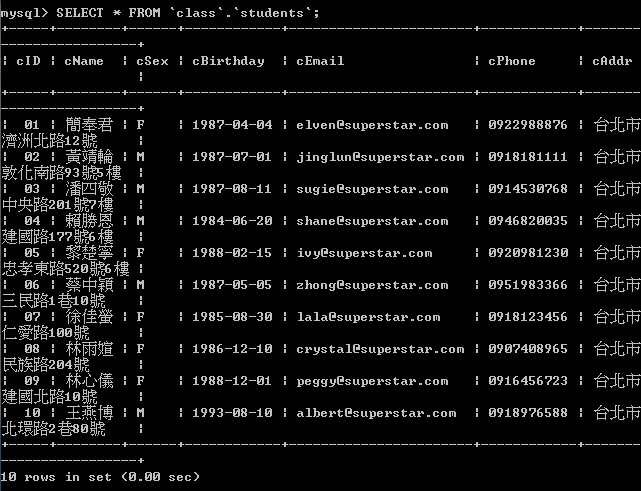 mysql> SELECT * FROM `class`.`students`;
+------+--------+------+------------+------------------------+------------+-------
-----------------+
¦ cID ¦ cName ¦ cSex ¦ cBirthday ¦ cEmail ¦ cPhone ¦ cAddr
¦
+------+--------+------+------------+------------------------+------------+-------
-----------------+
¦ 01 ¦ 簡奉君 ¦ F ¦ 1987-04-04 ¦ elven@superstar.com ¦ 0922988876 ¦ 台北市
濟洲北路12號 ¦
¦ 02 ¦ 黃靖輪 ¦ M ¦ 1987-07-01 ¦ jinglun@superstar.com ¦ 0918181111 ¦ 台北市
敦化南路93號5樓 ¦
¦ 03 ¦ 潘四敬 ¦ M ¦ 1987-08-11 ¦ sugie@superstar.com ¦ 0914530768 ¦ 台北市
中央路201號7樓 ¦
¦ 04 ¦ 賴勝恩 ¦ M ¦ 1984-06-20 ¦ shane@superstar.com ¦ 0946820035 ¦ 台北市
建國路177號6樓 ¦
¦ 05 ¦ 黎楚寧 ¦ F ¦ 1988-02-15 ¦ ivy@superstar.com ¦ 0920981230 ¦ 台北市
忠孝東路520號6樓 ¦
¦ 06 ¦ 蔡中穎 ¦ M ¦ 1987-05-05 ¦ zhong@superstar.com ¦ 0951983366 ¦ 台北市
三民路1巷10號 ¦
¦ 07 ¦ 徐佳螢 ¦ F ¦ 1985-08-30 ¦ lala@superstar.com ¦ 0918123456 ¦ 台北市
仁愛路100號 ¦
¦ 08 ¦ 林雨媗 ¦ F ¦ 1986-12-10 ¦ crystal@superstar.com ¦ 0907408965 ¦ 台北市
民族路204號 ¦
¦ 09 ¦ 林心儀 ¦ F ¦ 1988-12-01 ¦ peggy@superstar.com ¦ 0916456723 ¦ 台北市
建國北路10號 ¦
¦ 10 ¦ 王燕博 ¦ M ¦ 1993-08-10 ¦ albert@superstar.com ¦ 0918976588 ¦ 台北市
北環路2巷80號 ¦
+------+--------+------+------------+------------------------+------------+-------
-----------------+
10 rows in set (0.00 sec)